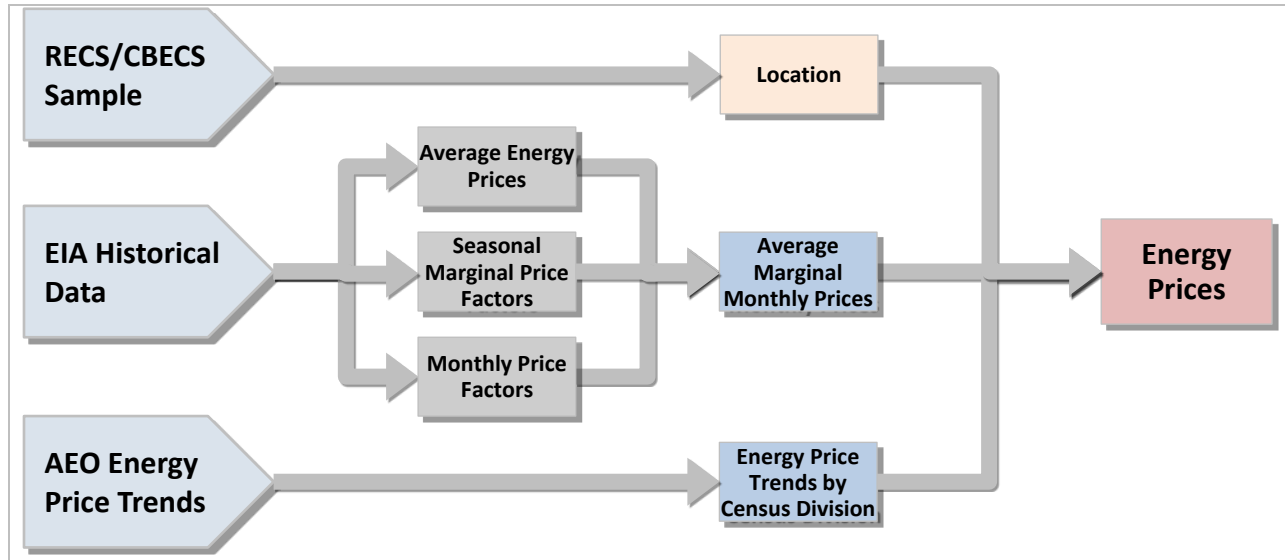 RECS/CBECS
Sample
Location
Average Energy
Prices
EIA Historical
Data
Seasonal
Marginal Price
Factors
Average
Marginal
Monthly Prices
Energy
Prices
Monthly Price
Factors
AEO Energy
Price Trends
Energy Price
Trends by
Census Division